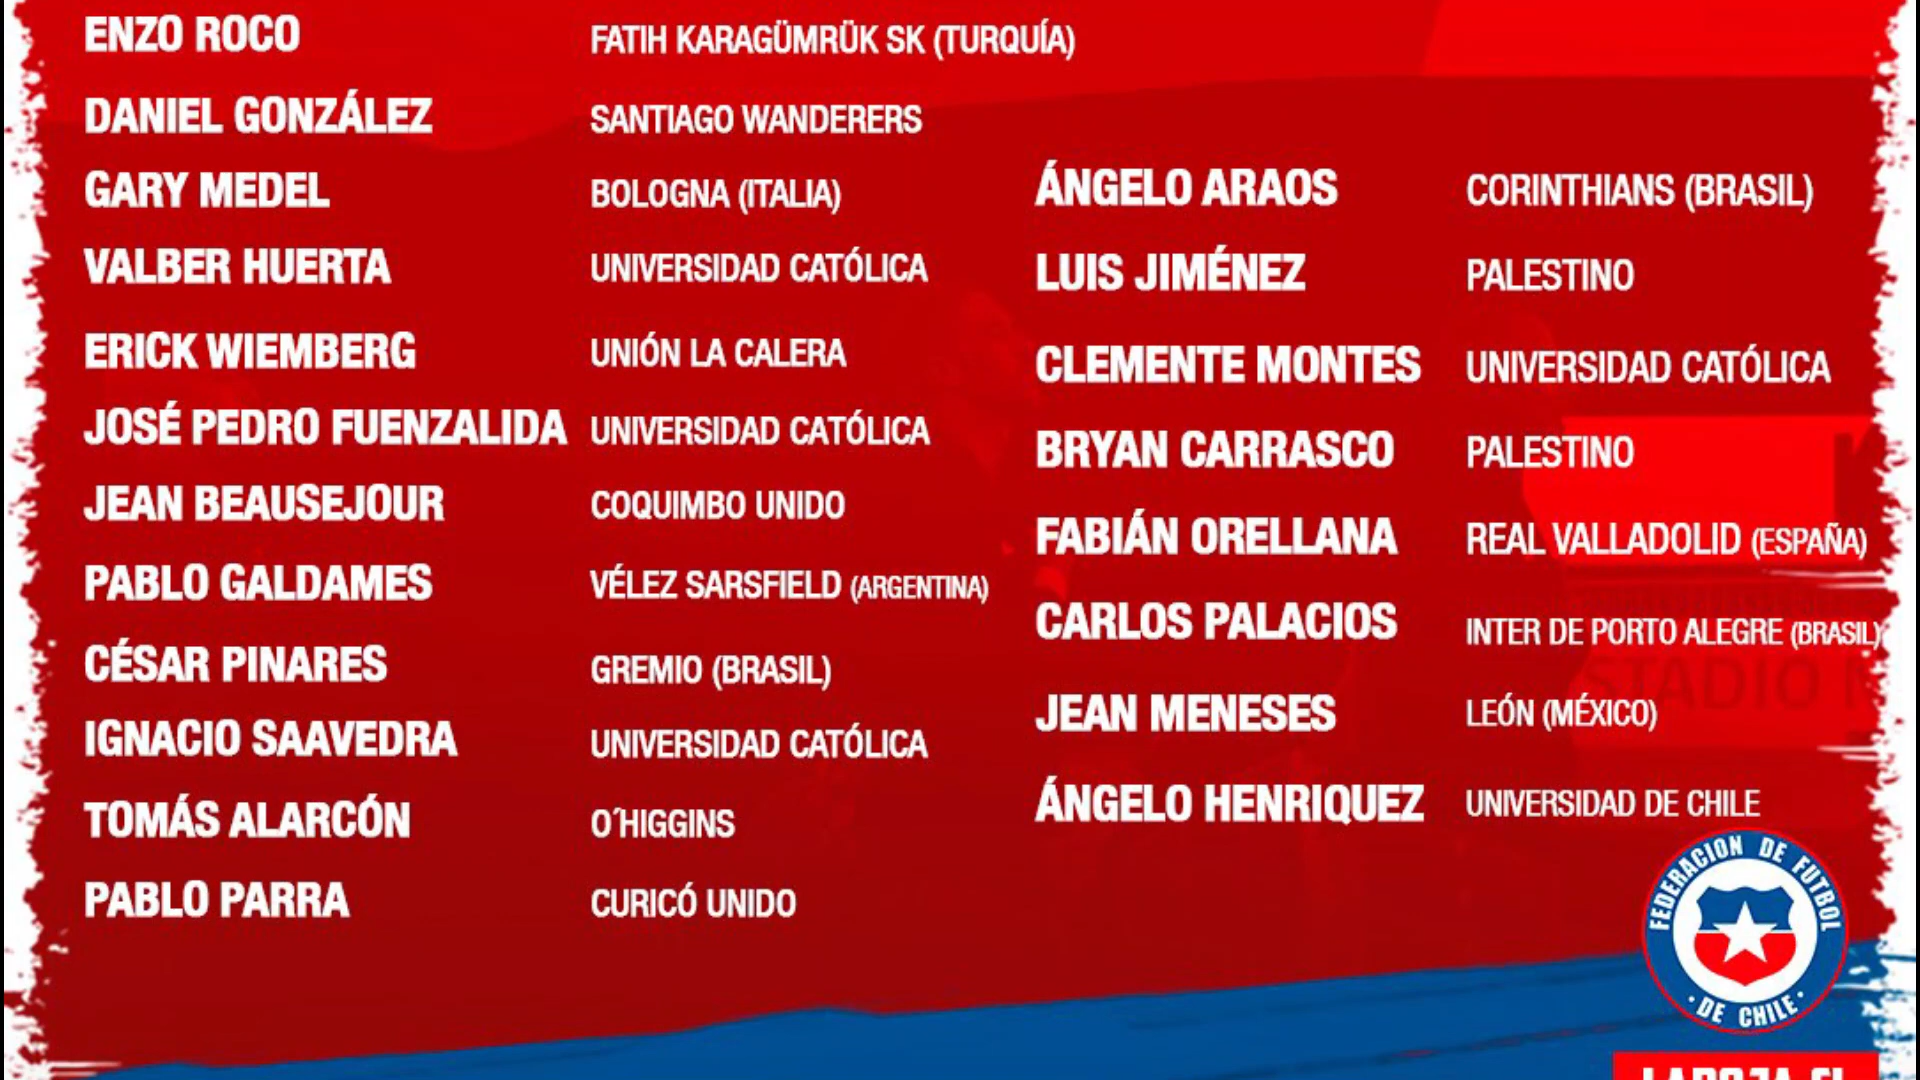 ENZO ROCO FATIH KARAGÜMRÜK SK (TURQUÍA)
DANIEL GONZÁLEZ SANTIAGO WANDERERS
GARY MEDEL BOLOGNA (ITALIA)
VALBER HUERTA UNIVERSIDAD CATÓLICA
ERICK WIEMBERG UNIÓN LA CALERA
JOSÉ PEDRO FUENZALIDA UNIVERSIDAD CATÓLICA
JEAN BEAUSEJOUR COQUIMBO UNIDO
PABLO GALDAMES VÉLEZ SARSFIELD (ARGENTINA)
CÉSAR PINARES GREMIO (BRASIL)
IGNACIO SAAVEDRA UNIVERSIDAD CATÓLICA
TOMÁS ALARCÓN O´HIGGINS
PABLO PARRA CURICÓ UNIDO
ÁNGELO ARAOS CORINTHIANS (BRASIL)
LUIS JIMÉNEZ PALESTINO
CLEMENTE MONTES UNIVERSIDAD CATÓLICA
BRYAN CARRASCO PALESTINO
FABIÁN ORELLANA REAL VALLADOLID (ESPAÑA)
CARLOS PALACIOS INTER DE PORTO ALEGRE (BRASIL)
JEAN MENESES LEÓN (MÉXICO)
ÁNGELO HENRIQUEZ UNIVERSIDAD DE CHILE
STADIO
FEDERACION DE FUTBOL
· DE CHILE ·
LAROJA.CL